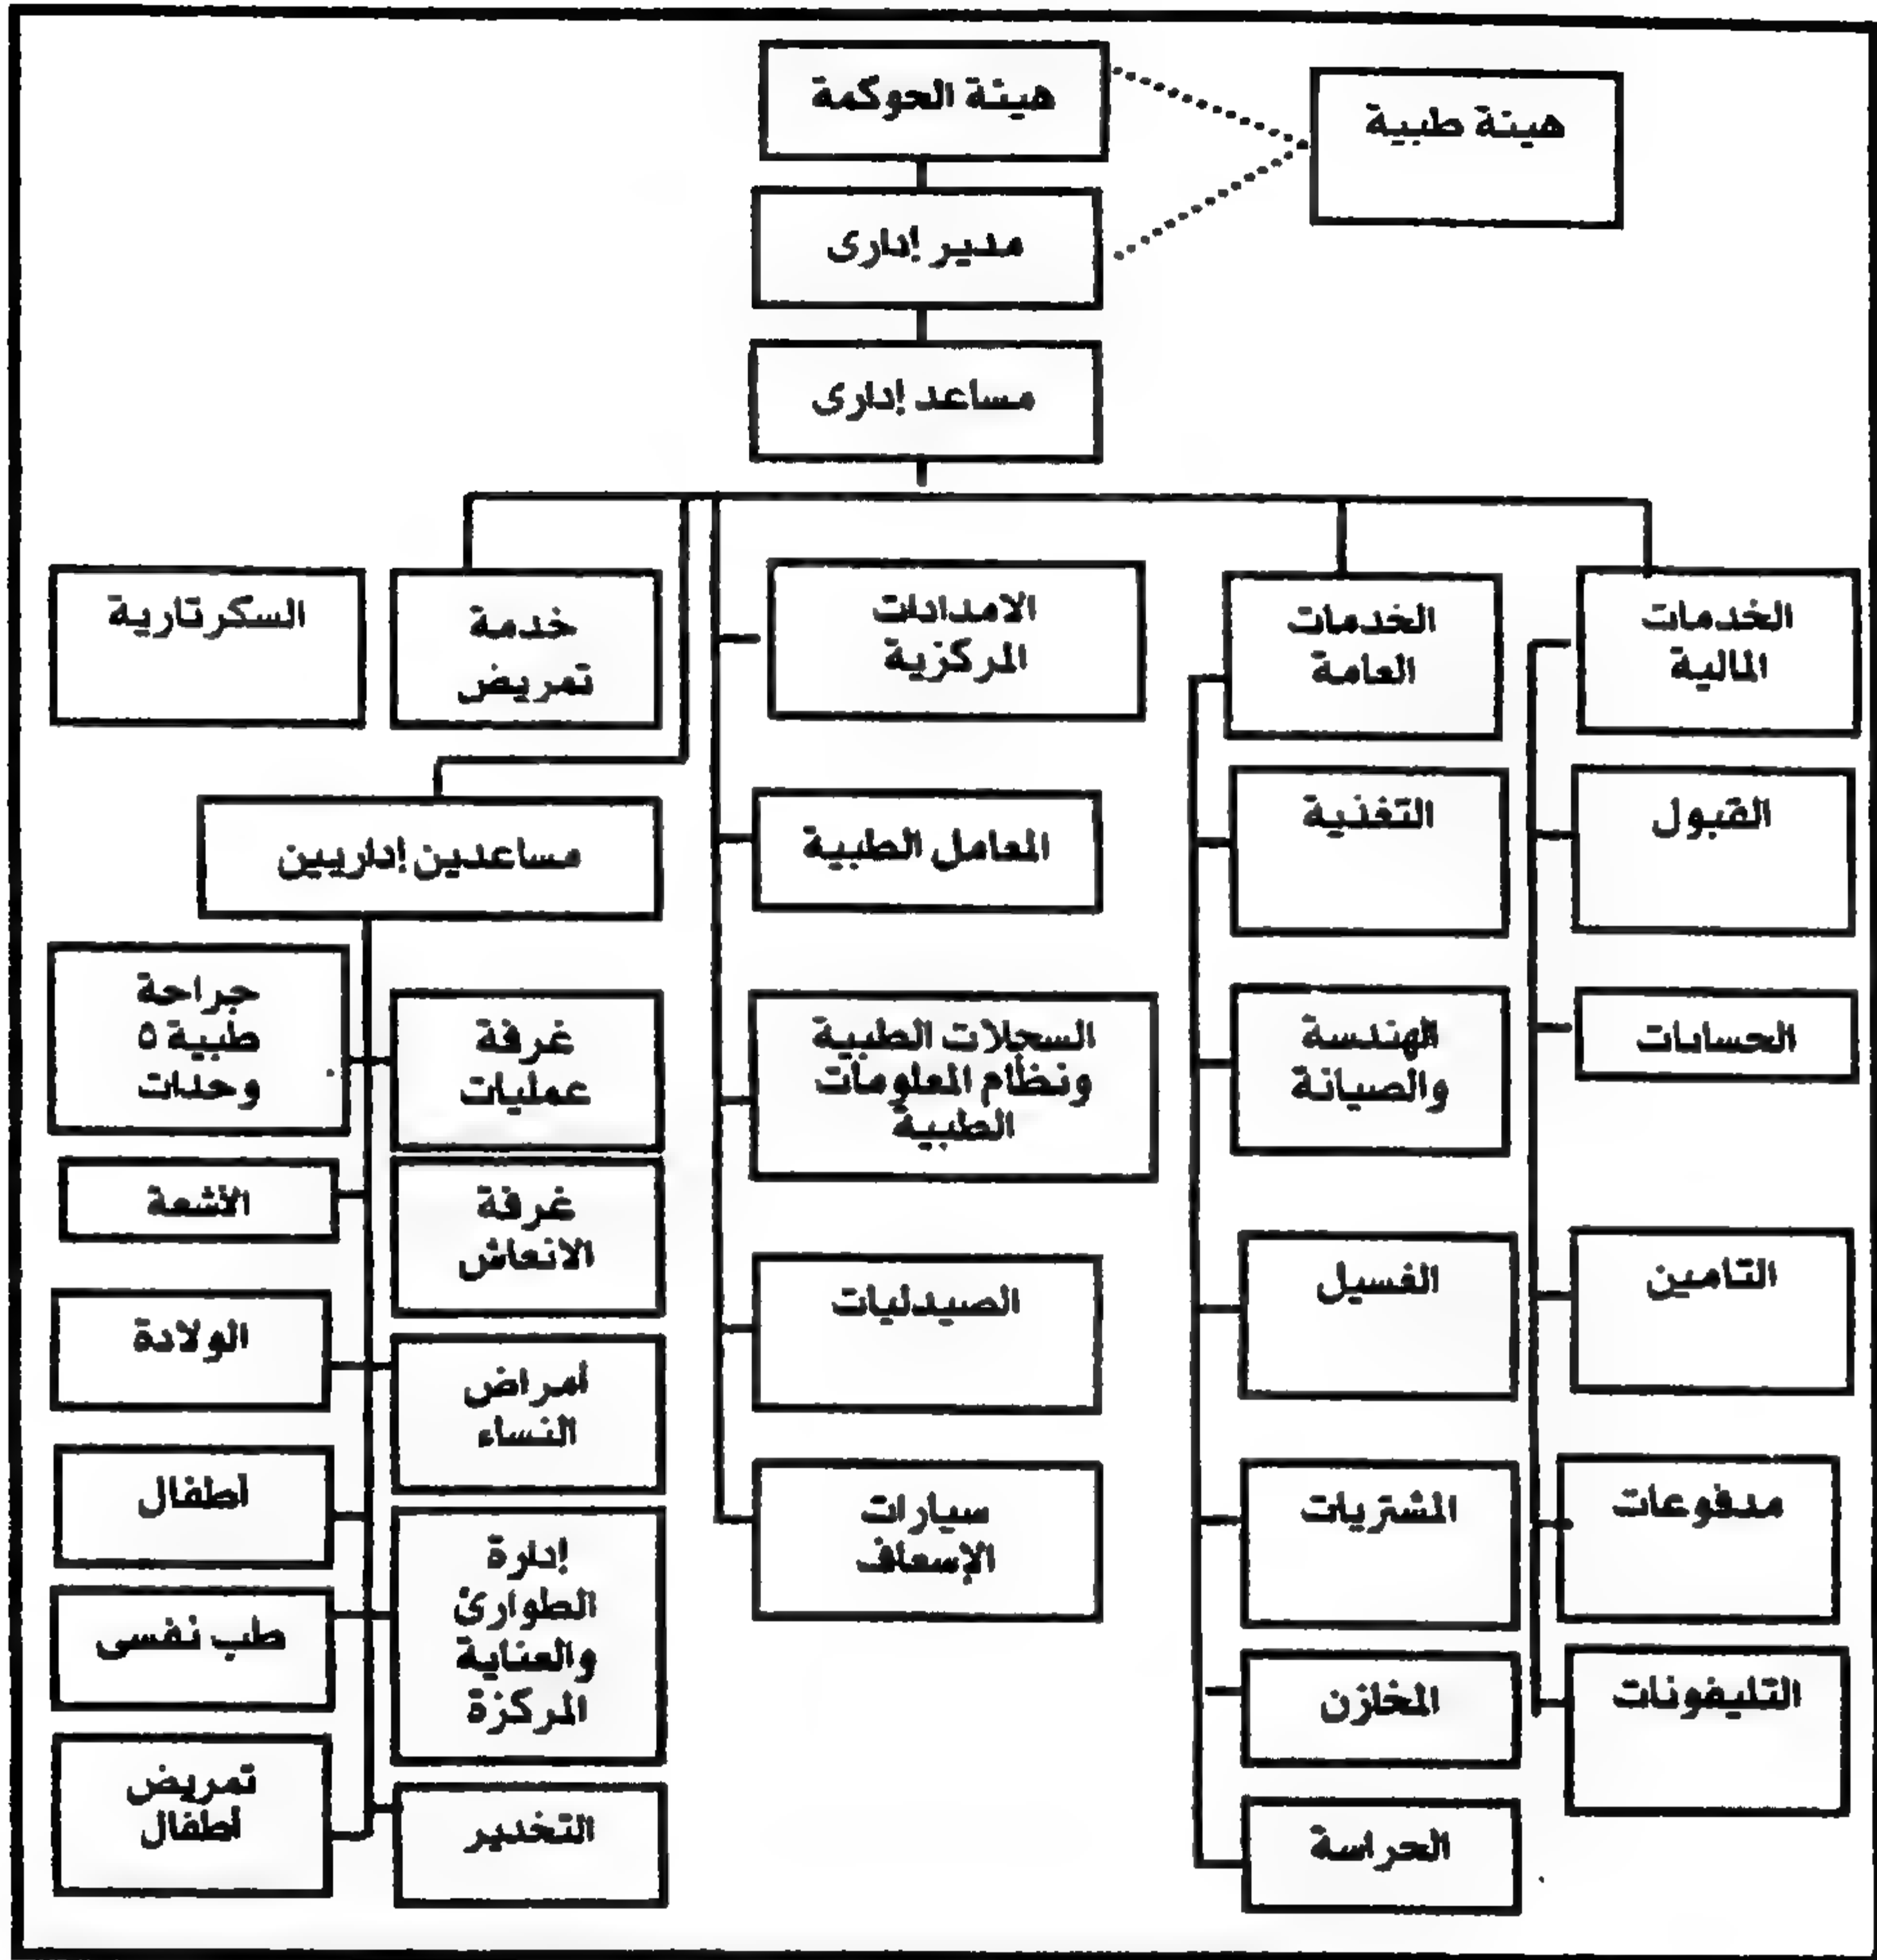 هيئة الحوكمة
هيئة طبية
مدير إدارى
مساعد إدارى
الخدمات
المالية
القبول
الحسابات
التامين
مدفوعات
التليفونات
الخدمات
العامة
التغذية
الهندسة
والصيانة
الغسيل
المشتريات
المخازن
الحراسة
الامدادات
المركزية
المعامل الطبية
السجلات الطبية
ونظام المعلومات
الطبية
الصيدليات
سيارات
الإسعاف
خدمة
تمريض
السكرتارية
مساعدين إداريين
غرفة
عمليات
غرفة
الانعاش
أمراض
النساء
إدارة
الطوارئ
والعناية
المركزة
التخدير
جراحة
طبية ٥
وحدات
الأشعة
الولادة
أطفال
طب نفسى
تمريض
أطفال